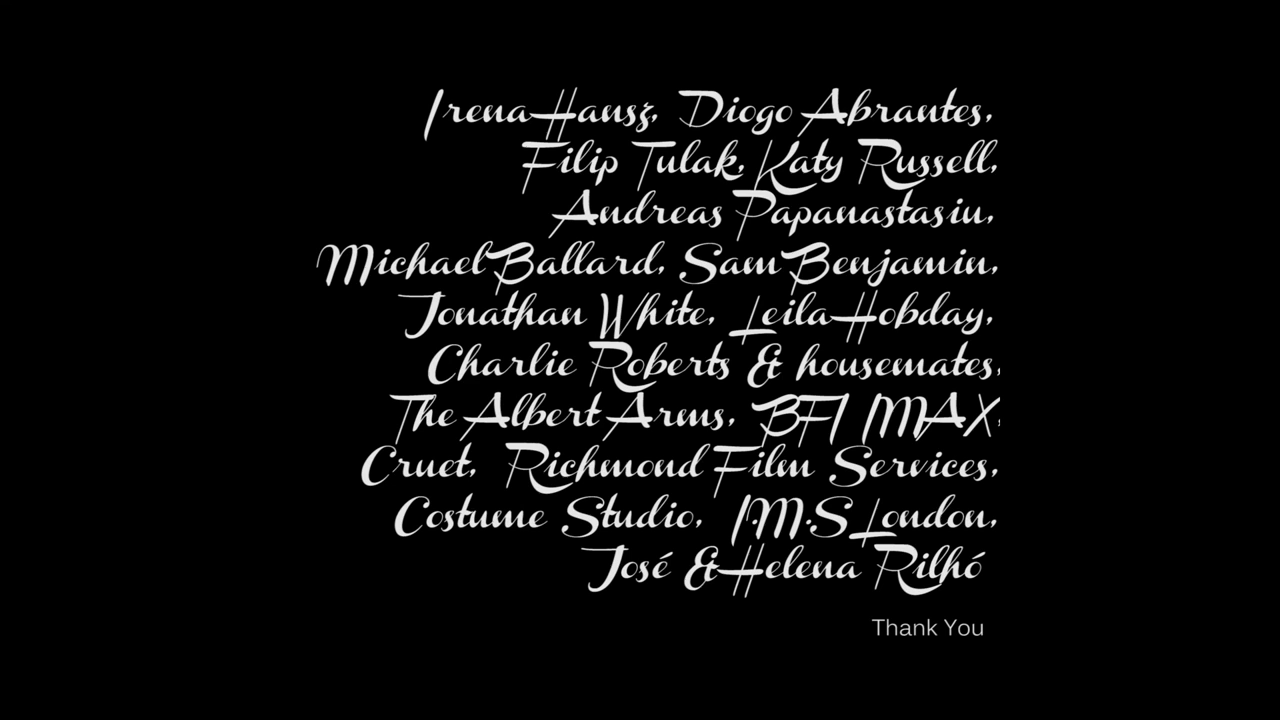 Irena Hansz, Diogo Abrantes,
Filip Tulak, Katy Russell,
Andreas Papanastasiu,
Michael Ballard, Sam Benjamin,
Jonathan White, Leila Hobday,
Charlie Roberts & housemates,
The Albert Arms, BFI IMAX,
Cruet, Richmond Film Services,
Costume Studio, I.M.S London,
José & Helena Rilhó
Thank You